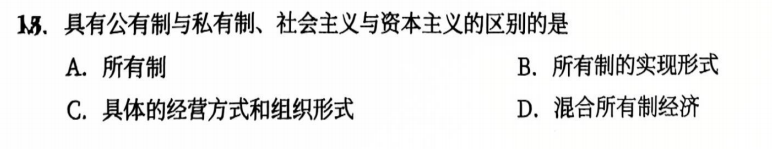 具有公有制与私有制、社会主义与资本主义的区别的是
A. 所有制 B. 所有制的实现形式
C. 具体的经营方式和组织形式 D. 混合所有制经济